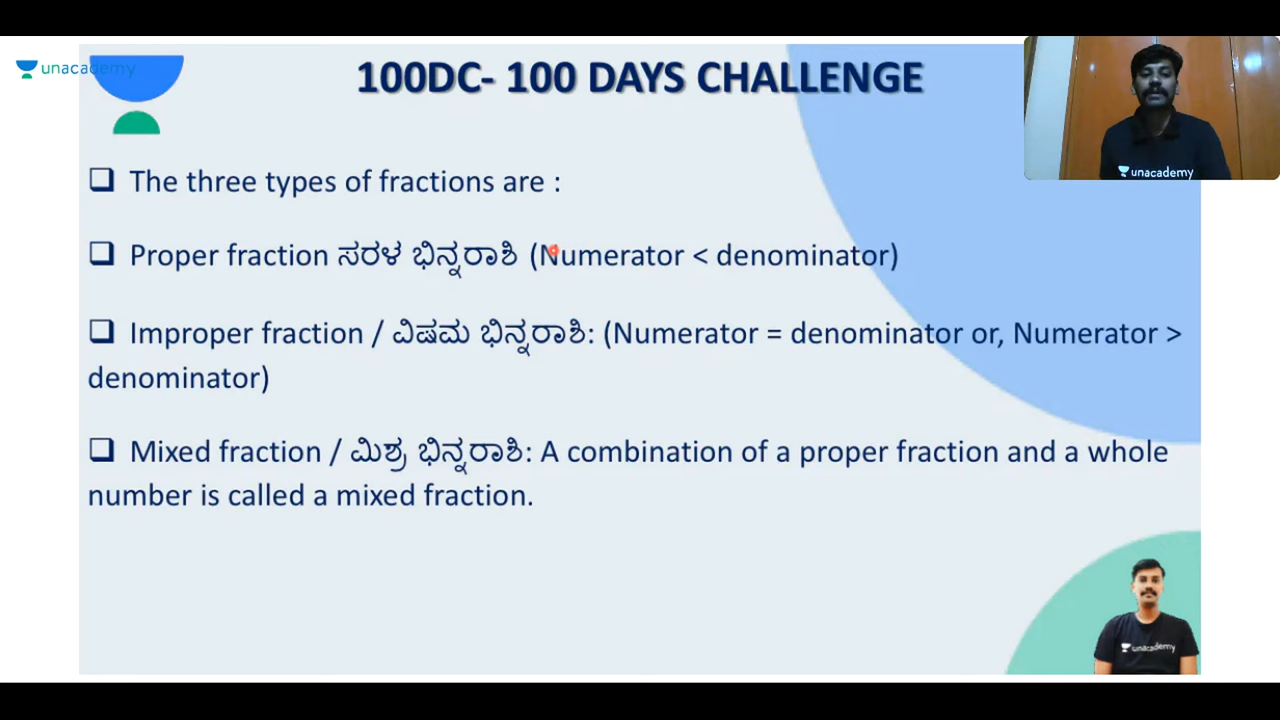 unacademy
100DC- 100 DAYS CHALLENGE
unacademy
❑ The three types of fractions are :
❑ Proper fraction ಸರಳ ಭಿನ್ನರಾಶಿ (Numerator < denominator)
❑ Improper fraction / ವಿಷಮ ಭಿನ್ನರಾಶಿ: (Numerator = denominator or, Numerator >
denominator)
❑ Mixed fraction / ಮಿಶ್ರ ಭಿನ್ನರಾಶಿ: A combination of a proper fraction and a whole
number is called a mixed fraction.
unacademy